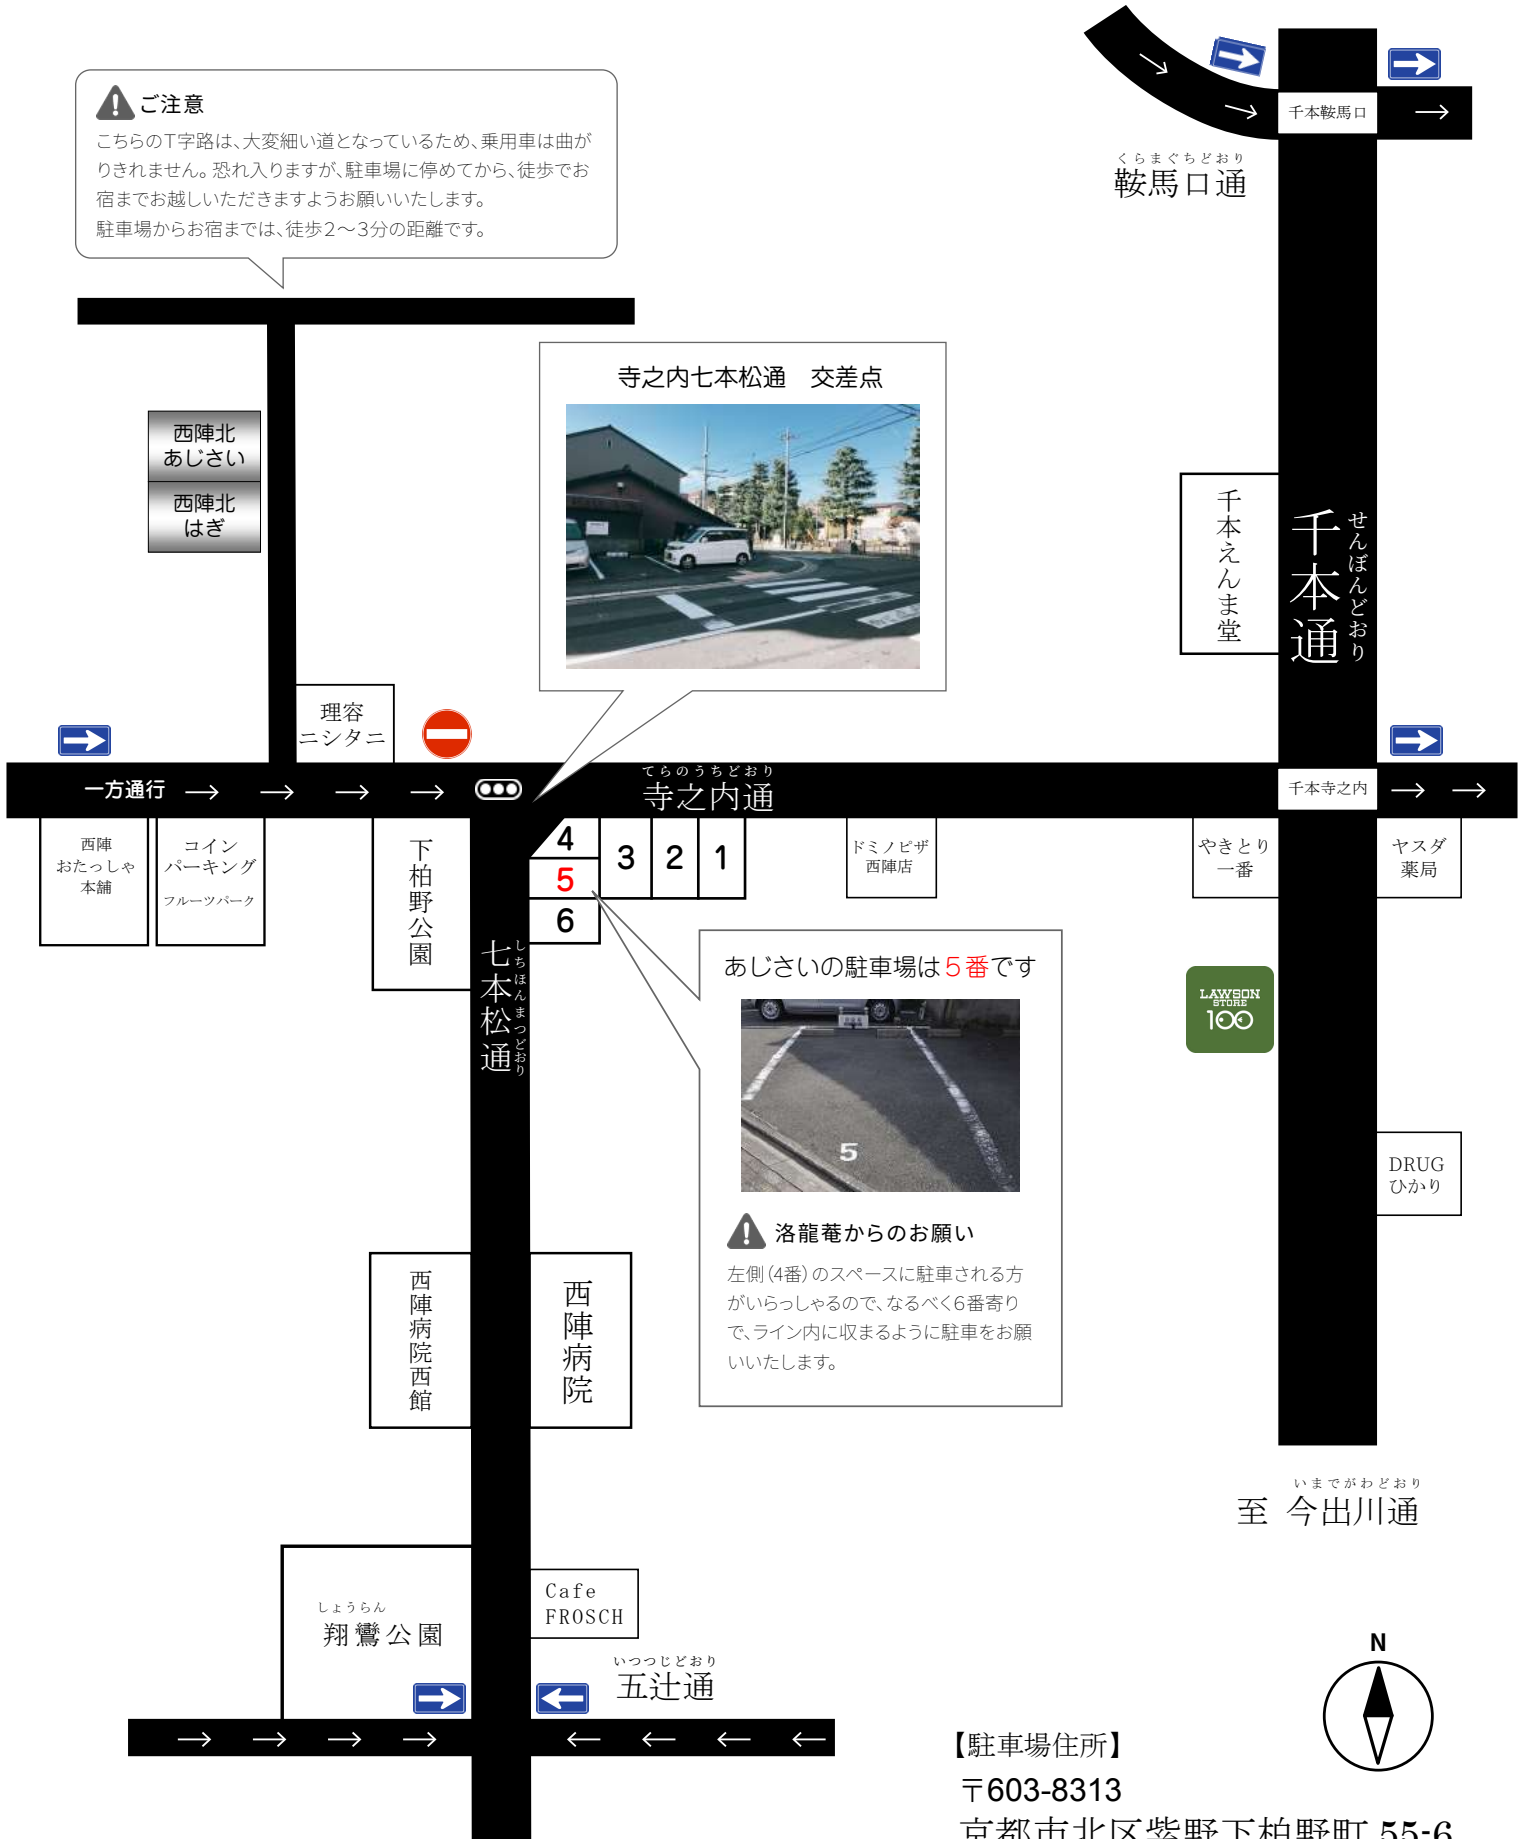 ご注意
こちらのT字路は、大変細い道となっているため、乗用車は曲が
りきれません。恐れ入りますが、駐車場に停めてから、徒歩でお
宿までお越しいただきますようお願いいたします。
駐車場からお宿までは、徒歩2〜3分の距離です。
千本鞍馬口
くらまぐちどおり
鞍馬口通
寺之内七本松通　交差点
西陣北
あじさい
西陣北
はぎ
千本えんま堂
千本通
せんぼんどおり
理容
ニシタニ
一方通行
てらのうちどおり
寺之内通
千本寺之内
西陣
おたっしゃ
本舗
コイン
パーキング
フルーツパーク
下柏野公園
4
5
6
3
2
1
ドミノピザ
西陣店
やきとり
一番
ヤスダ
薬局
七本松通
しちほんまつどおり
あじさいの駐車場は5番です
5
LAWSON
STORE
100
DRUG
ひかり
洛龍菴からのお願い
左側(4番)のスペースに駐車される方
がいらっしゃるので、なるべく6番寄り
で、ライン内に収まるように駐車をお願
いいたします。
西陣病院西館
西陣病院
いまでがわどおり
至 今出川通
Cafe
FROSCH
しょうらん
翔鸞公園
いつつじどおり
五辻通
N
【駐車場住所】
〒603-8313
京都市北区紫野下柏野町 55-6